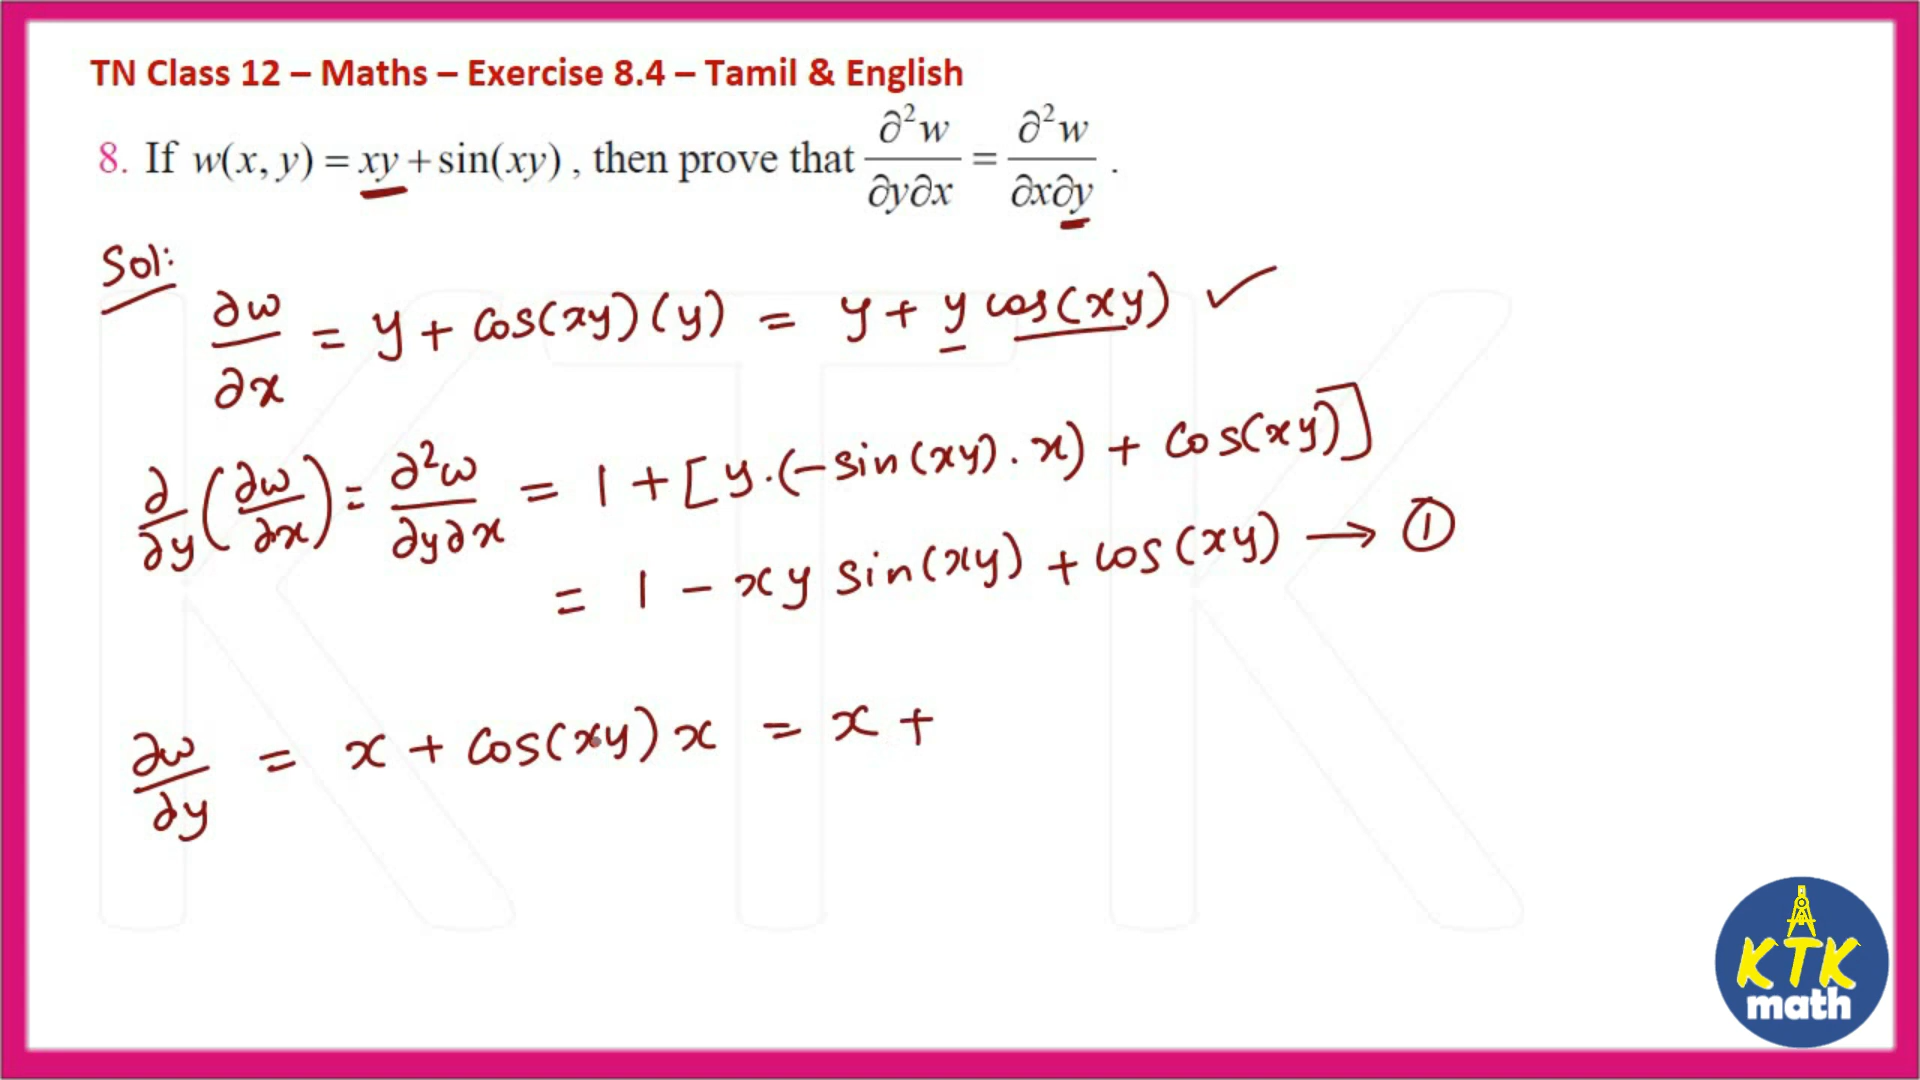 TN Class 12 – Maths – Exercise 8.4 – Tamil & English
8. If w(x, y) = xy + sin(xy) , then prove that ∂²w/∂y∂x = ∂²w/∂x∂y .
Sol:
∂w/∂x = y + cos(xy)(y) = y + y cos(xy) ✓
∂/∂y (∂w/∂x) = ∂²w/∂y∂x = 1 + [y·(−sin(xy)·x) + cos(xy)]
= 1 − xy sin(xy) + cos(xy) → ①
∂w/∂y = x + cos(xy) x = x +
KTK
KTK
math